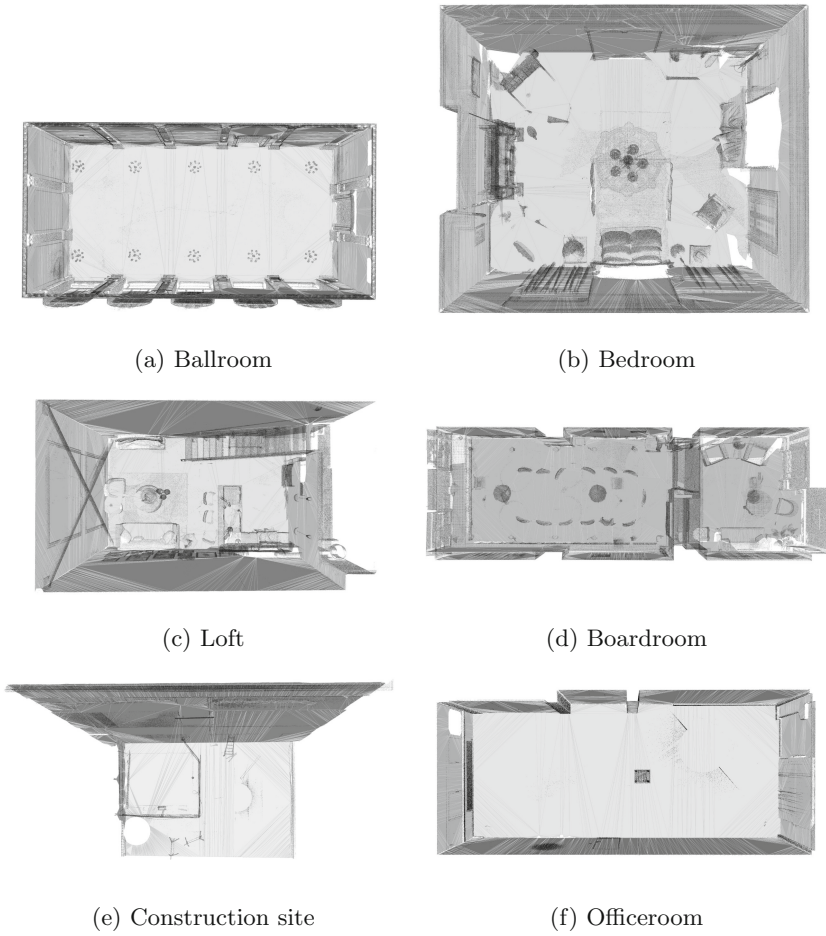 (a) Ballroom
(b) Bedroom
(c) Loft
(d) Boardroom
(e) Construction site
(f) Officeroom